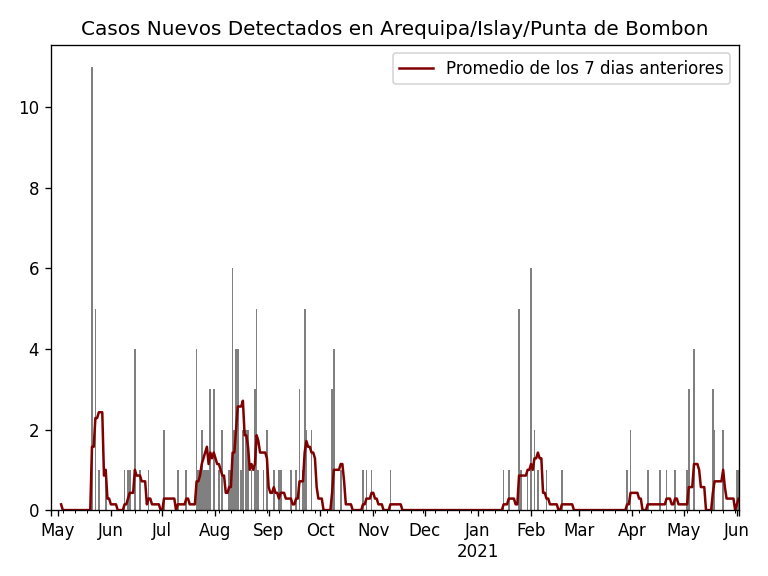 Casos Nuevos Detectados en Arequipa/Islay/Punta de Bombon
Promedio de los 7 dias anteriores
10
8
6
4
2
0
May Jun Jul Aug Sep Oct Nov Dec Jan Feb Mar Apr May Jun
2021